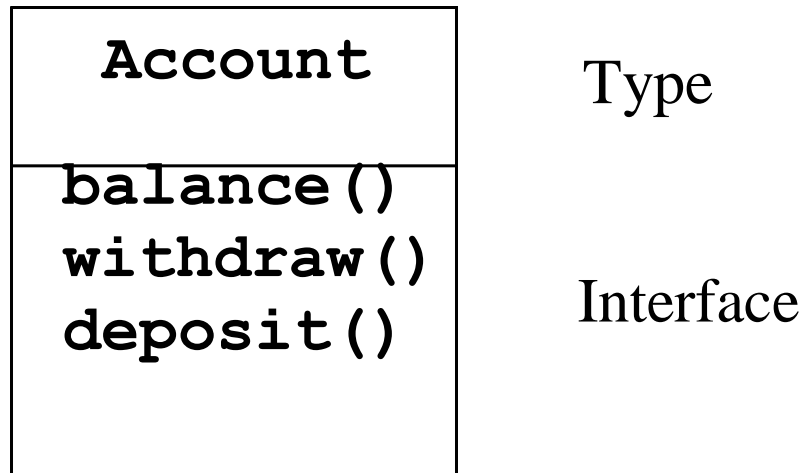 Account
Type
balance()
withdraw()
Interface
deposit()